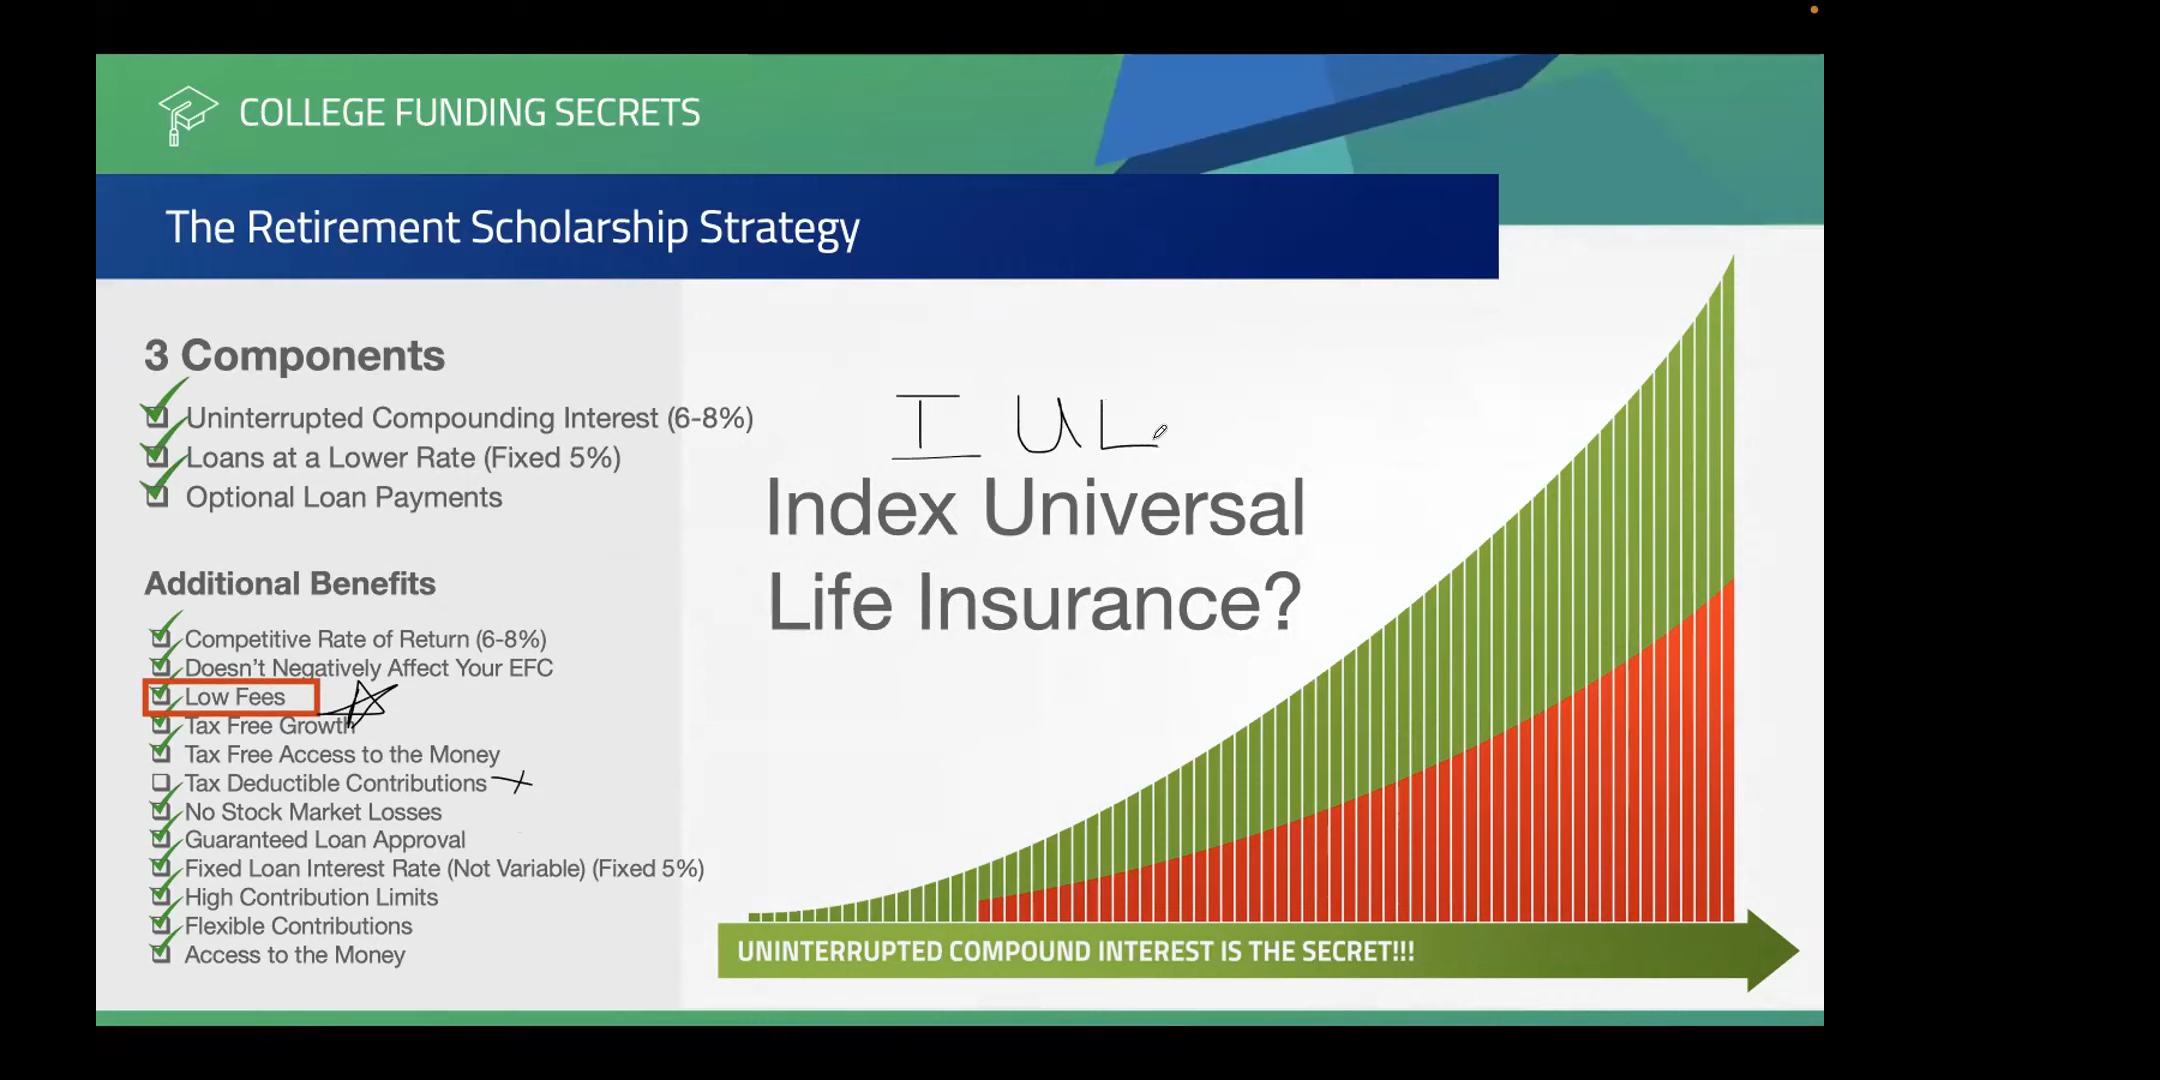 COLLEGE FUNDING SECRETS
The Retirement Scholarship Strategy
3 Components
Uninterrupted Compounding Interest (6-8%)
Loans at a Lower Rate (Fixed 5%)
Optional Loan Payments
Additional Benefits
Competitive Rate of Return (6-8%)
Doesn't Negatively Affect Your EFC
Low Fees
Tax Free Growth
Tax Free Access to the Money
Tax Deductible Contributions
No Stock Market Losses
Guaranteed Loan Approval
Fixed Loan Interest Rate (Not Variable) (Fixed 5%)
High Contribution Limits
Flexible Contributions
Access to the Money
I UL
Index Universal
Life Insurance?
UNINTERRUPTED COMPOUND INTEREST IS THE SECRET!!!